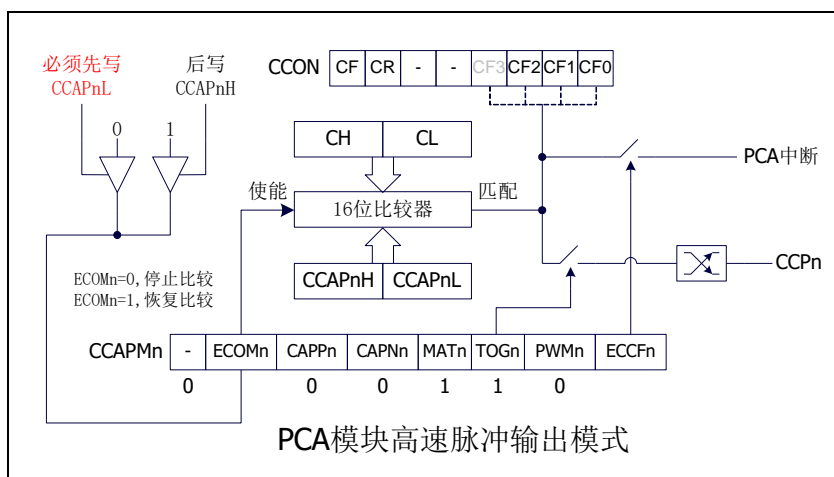 必须先写
CCAPnL
后写
CCAPnH
0 1
CCON CF CR - - CF3 CF2 CF1 CF0
CH CL
使能 16位比较器 匹配
CCAPnH CCAPnL
PCA中断
CCPn
ECOMn=0,停止比较
ECOMn=1,恢复比较
CCAPMn - ECOMn CAPPn CAPNn MATn TOGn PWMn ECCFn
0 0 0 1 1 0
PCA模块高速脉冲输出模式